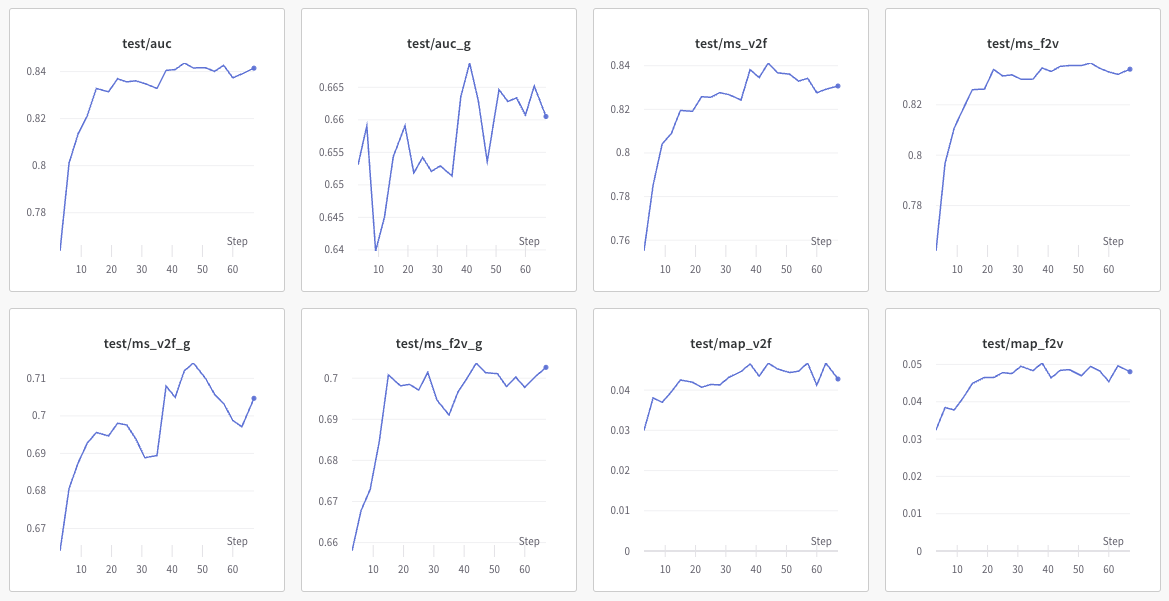 test/auc
0.84
0.82
0.8
0.78
Step
10 20 30 40 50 60
test/auc_g
0.665
0.66
0.655
0.65
0.645
0.64
Step
10 20 30 40 50 60
test/ms_v2f
0.84
0.82
0.8
0.78
0.76
Step
10 20 30 40 50 60
test/ms_f2v
0.82
0.8
0.78
Step
10 20 30 40 50 60
test/ms_v2f_g
0.71
0.7
0.69
0.68
0.67
Step
10 20 30 40 50 60
test/ms_f2v_g
0.7
0.69
0.68
0.67
0.66
Step
10 20 30 40 50 60
test/map_v2f
0.04
0.03
0.02
0.01
Step
0
10 20 30 40 50 60
test/map_f2v
0.05
0.04
0.03
0.02
0.01
Step
0
10 20 30 40 50 60